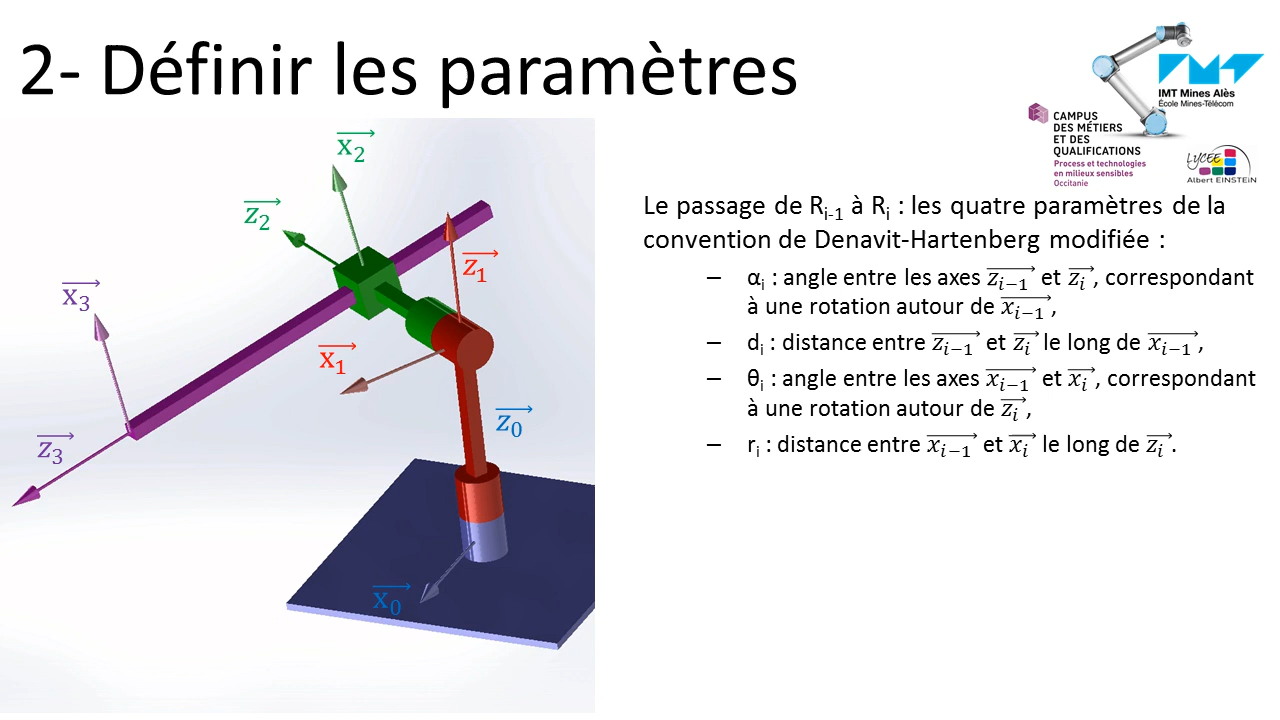 2- Définir les paramètres
IMT Mines Alès
École Mines-Télécom
CAMPUS
DES MÉTIERS
ET DES
QUALIFICATIONS
Process et technologies
en milieux sensibles
Occitanie
LYCEE
Albert EINSTEIN
x₂
z₂
z₁
x₃
x₁
z₀
z₃
x₀
Le passage de Rᵢ₋₁ à Rᵢ : les quatre paramètres de la
convention de Denavit-Hartenberg modifiée :
– αᵢ : angle entre les axes zᵢ₋₁ et zᵢ, correspondant
à une rotation autour de xᵢ₋₁,
– dᵢ : distance entre zᵢ₋₁ et zᵢ le long de xᵢ₋₁,
– θᵢ : angle entre les axes xᵢ₋₁ et xᵢ, correspondant
à une rotation autour de zᵢ,
– rᵢ : distance entre xᵢ₋₁ et xᵢ le long de zᵢ.